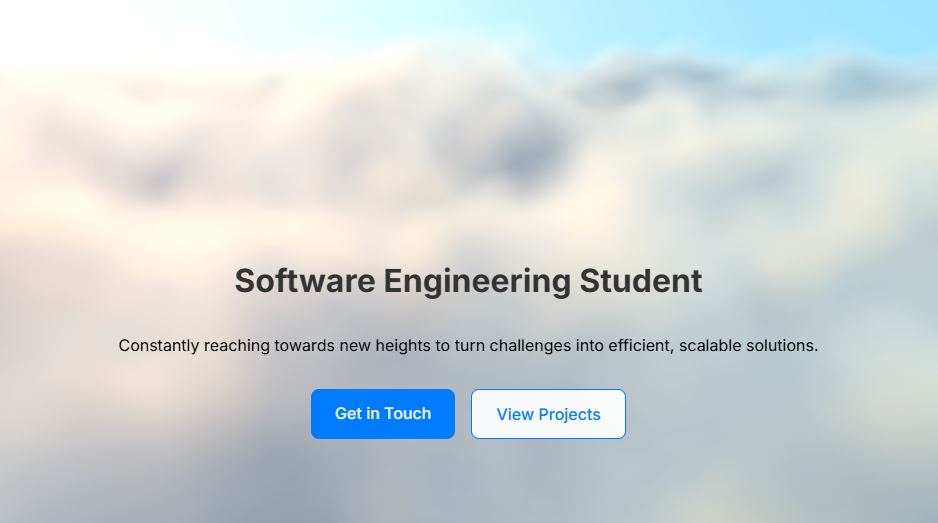 Software Engineering Student
Constantly reaching towards new heights to turn challenges into efficient, scalable solutions.
Get in Touch
View Projects